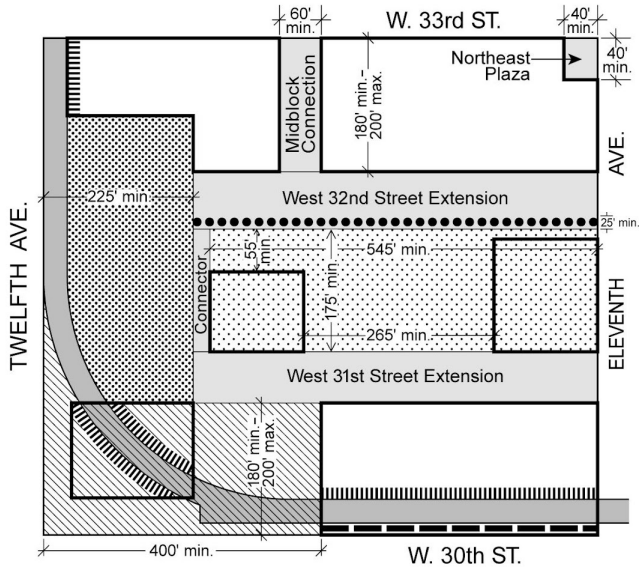 60'
min.
W. 33rd ST.
40'
min.
Northeast
Plaza
40'
min.
Midblock
Connection
180' min.–
200' max.
AVE.
225' min.
West 32nd Street Extension
25'
min.
55'
min.
545' min.
175' min.
Connector
265' min.
TWELFTH AVE.
ELEVENTH
West 31st Street Extension
180' min.–
200' max.
400' min.
W. 30th ST.